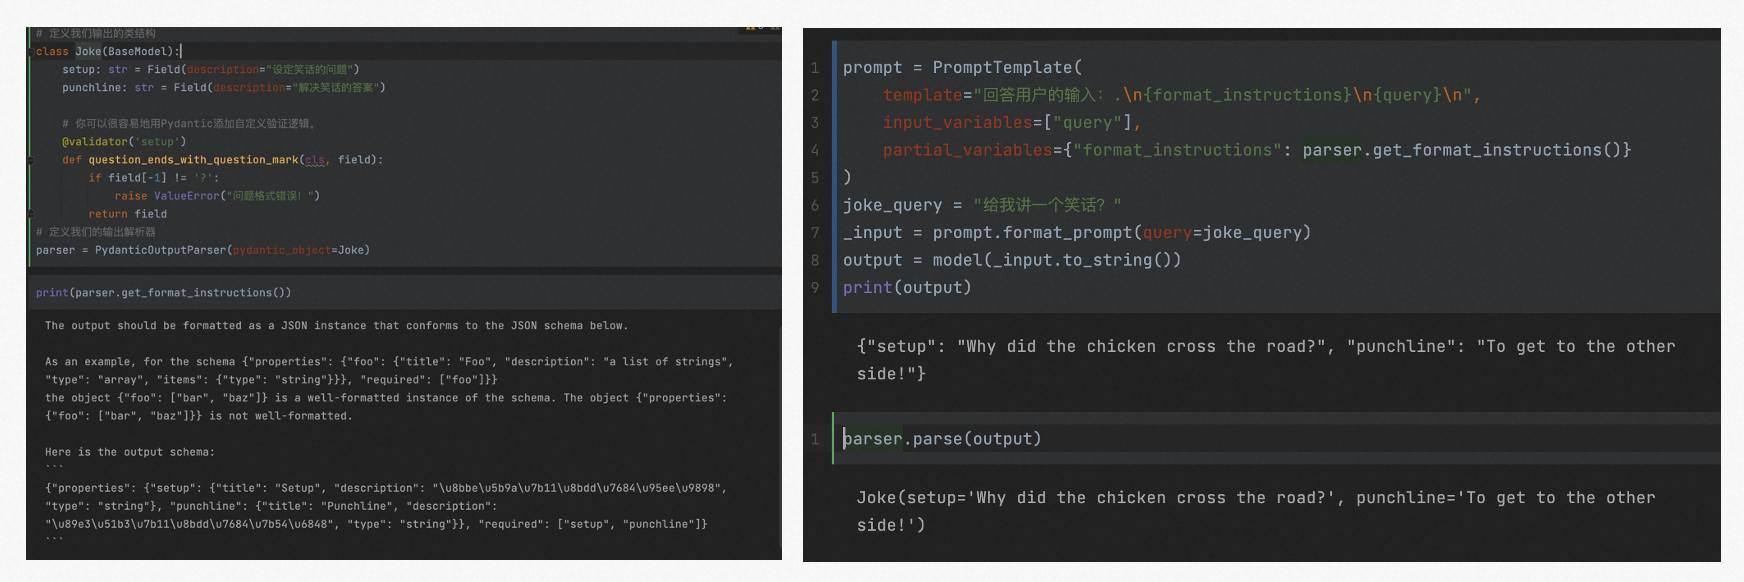 # 定义我们输出的类结构
class Joke(BaseModel):
setup: str = Field(description="设定笑话的问题")
punchline: str = Field(description="解决笑话的答案")
# 你可以很容易地用Pydantic添加自定义验证逻辑。
@validator('setup')
def question_ends_with_question_mark(cls, field):
if field[-1] != '?':
raise ValueError("问题格式错误! ")
return field
# 定义我们的输出解析器
parser = PydanticOutputParser(pydantic_object=Joke)
print(parser.get_format_instructions())
The output should be formatted as a JSON instance that conforms to the JSON schema below.
As an example, for the schema {"properties": {"foo": {"title": "Foo", "description": "a list of strings",
"type": "array", "items": {"type": "string"}}}, "required": ["foo"]}}
the object {"foo": ["bar", "baz"]} is a well-formatted instance of the schema. The object {"properties":
{"foo": ["bar", "baz"]}} is not well-formatted.
Here is the output schema:
```
{"properties": {"setup": {"title": "Setup", "description": "\u8bbe\u5b9a\u7b11\u8bdd\u7684\u95ee\u9898",
"type": "string"}, "punchline": {"title": "Punchline", "description":
"\u89e3\u51b3\u7b11\u8bdd\u7684\u7b54\u6848", "type": "string"}}, "required": ["setup", "punchline"]}
```
1 prompt = PromptTemplate(
2 template="回答用户的输入: .\n{format_instructions}\n{query}\n",
3 input_variables=["query"],
4 partial_variables={"format_instructions": parser.get_format_instructions()}
5 )
6 joke_query = "给我讲一个笑话? "
7 _input = prompt.format_prompt(query=joke_query)
8 output = model(_input.to_string())
9 print(output)
{"setup": "Why did the chicken cross the road?", "punchline": "To get to the other
side!"}
1 parser.parse(output)
Joke(setup='Why did the chicken cross the road?', punchline='To get to the other
side!')